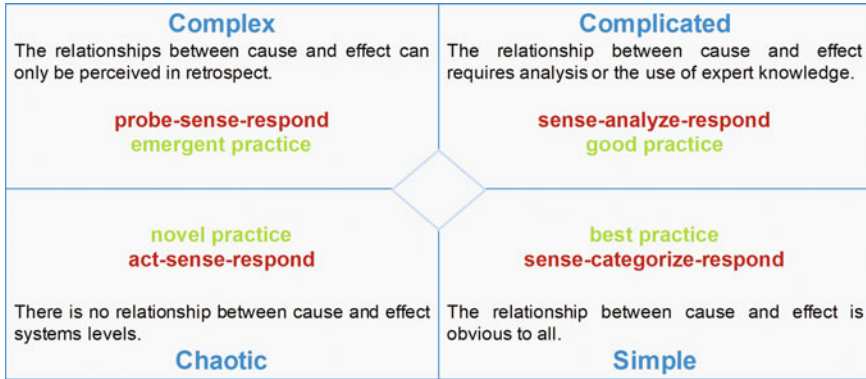 Complex
The relationships between cause and effect can
only be perceived in retrospect.
probe-sense-respond
emergent practice
Complicated
The relationship between cause and effect
requires analysis or the use of expert knowledge.
sense-analyze-respond
good practice
novel practice
act-sense-respond
There is no relationship between cause and effect
systems levels.
Chaotic
best practice
sense-categorize-respond
The relationship between cause and effect is
obvious to all.
Simple